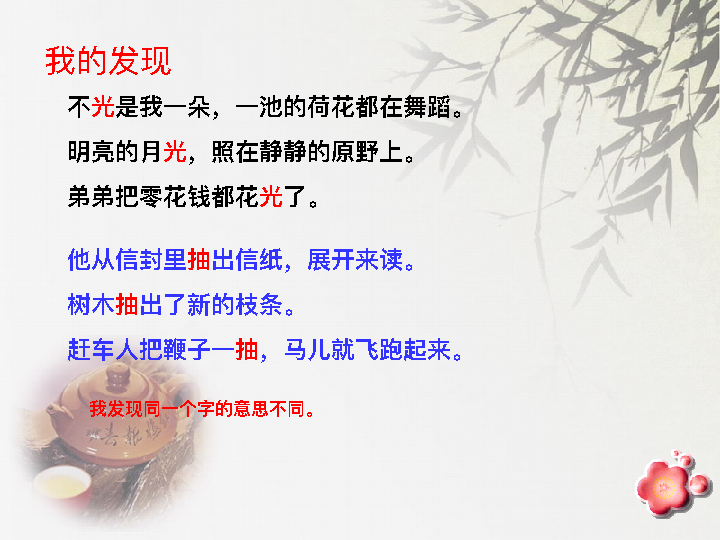 我的发现
不光是我一朵，一池的荷花都在舞蹈。
明亮的月光，照在静静的原野上。
弟弟把零花钱都花光了。
他从信封里抽出信纸，展开来读。
树木抽出了新的枝条。
赶车人把鞭子一抽，马儿就飞跑起来。
我发现同一个字的意思不同。